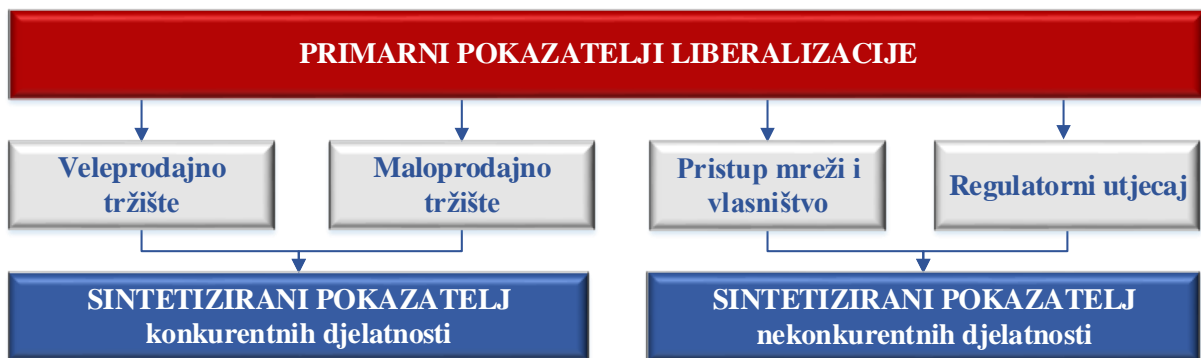 PRIMARNI POKAZATELJI LIBERALIZACIJE
Veleprodajno
tržište
Maloprodajno
tržište
Pristup mreži i
vlasništvo
Regulatorni utjecaj
SINTETIZIRANI POKAZATELJ
konkurentnih djelatnosti
SINTETIZIRANI POKAZATELJ
nekonkurentnih djelatnosti